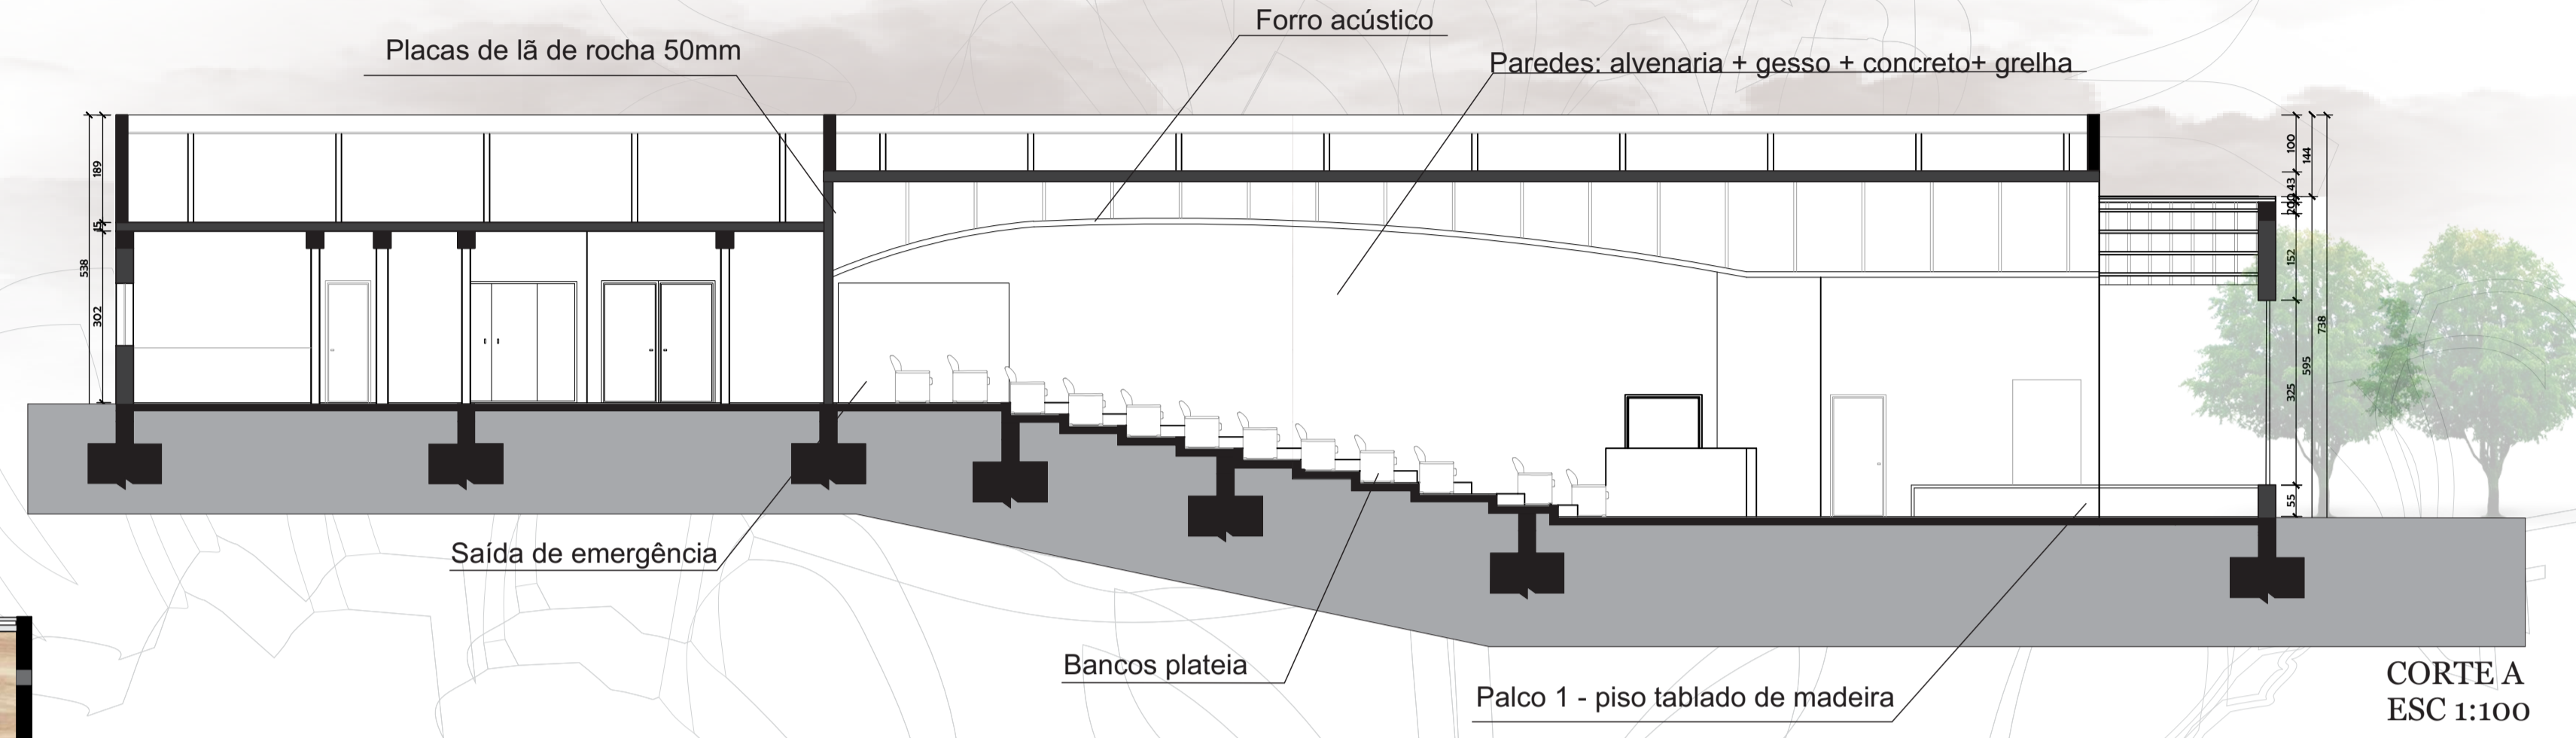 Forro acústico
Placas de lã de rocha 50mm
Paredes: alvenaria + gesso + concreto+ grelha
189
15
538
302
100
144
43
152
738
595
325
55
Saída de emergência
Bancos plateia
Palco 1 - piso tablado de madeira
CORTE A
ESC 1:100